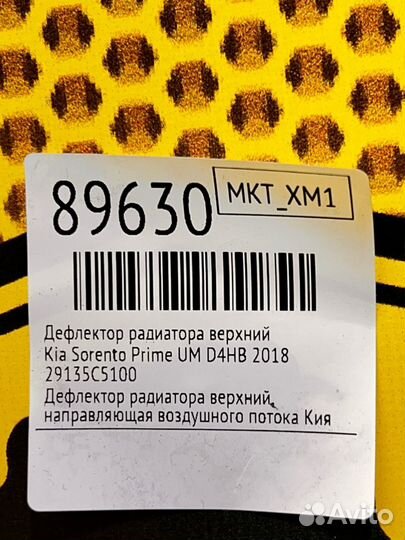 89630
MKT_XM1
Дефлектор радиатора верхний
Kia Sorento Prime UM D4HB 2018
29135C5100
Дефлектор радиатора верхний,
направляющая воздушного потока Кия
Avito